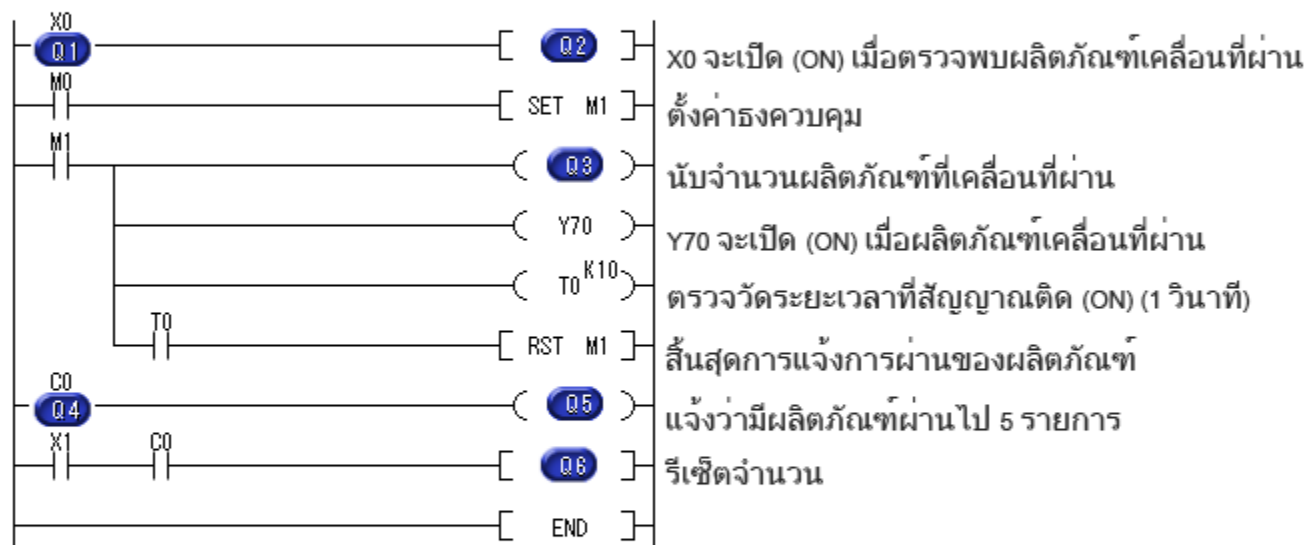 X0
Q1 Q2 X0 จะเปิด (ON) เมื่อตรวจพบผลิตภัณฑ์เคลื่อนที่ผ่าน
M0
SET M1 ตั้งค่าธงควบคุม
M1
Q3 นับจำนวนผลิตภัณฑ์ที่เคลื่อนที่ผ่าน
Y70 Y70 จะเปิด (ON) เมื่อผลิตภัณฑ์เคลื่อนที่ผ่าน
T0 K10 ตรวจวัดระยะเวลาที่สัญญาณติด (ON) (1 วินาที)
T0
RST M1 สิ้นสุดการแจ้งการผ่านของผลิตภัณฑ์
C0
Q4 Q5 แจ้งว่ามีผลิตภัณฑ์ผ่านไป 5 รายการ
X1 C0
Q6 รีเซ็ตจำนวน
END